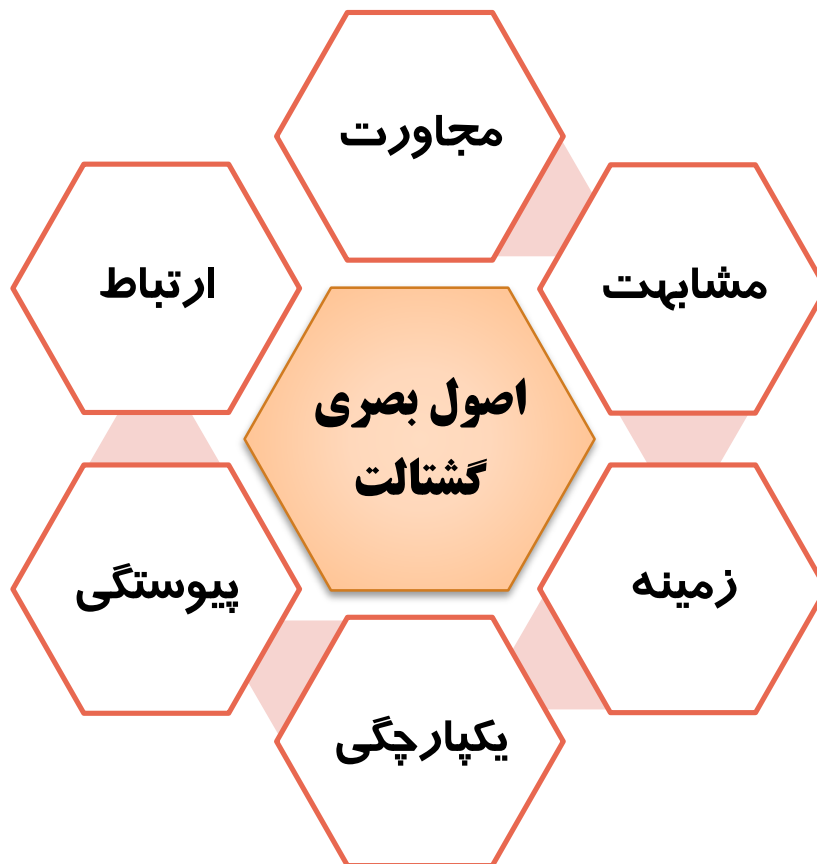 مجاورت
مشابهت
زمینه
یکپارچگی
پیوستگی
ارتباط
اصول بصری
گشتالت